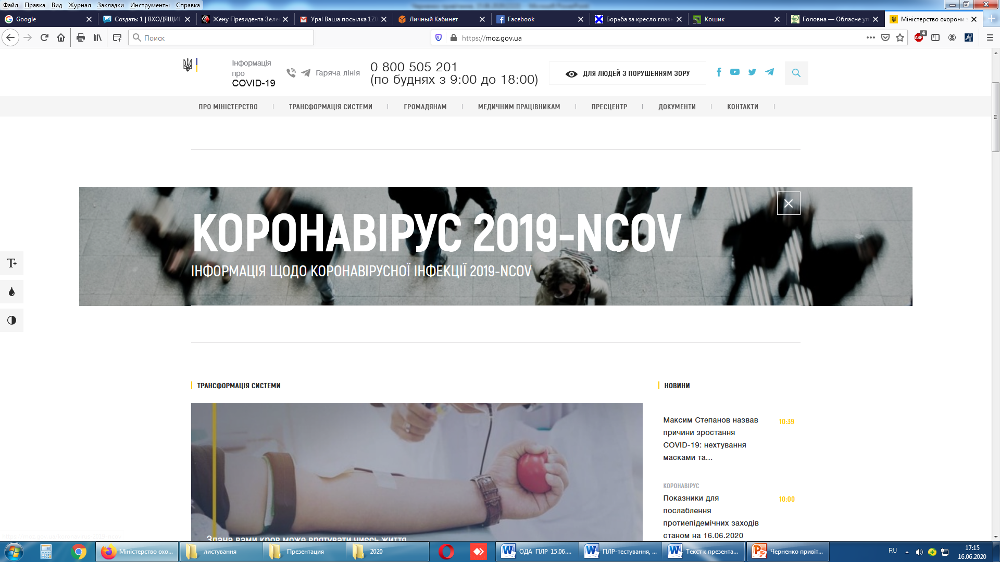 Файл Правка Вид Журнал Закладки Инструменты Справка
Google
Создать: 1 | ВХОДЯЩИЕ
Жену Президента Зеле
Ура! Ваша посылка 1Z0
Личный Кабинет
Facebook
Борьба за кресло главы
Кошик
Головна — Обласне уп
Міністерство охорони з
Поиск
https://moz.gov.ua
ABP
4
Інформація
про
COVID-19
Гаряча лінія
0 800 505 201
(по буднях з 9:00 до 18:00)
ДЛЯ ЛЮДЕЙ З ПОРУШЕННЯМ ЗОРУ
ПРО МІНІСТЕРСТВО
ТРАНСФОРМАЦІЯ СИСТЕМИ
ГРОМАДЯНАМ
МЕДИЧНИМ ПРАЦІВНИКАМ
ПРЕСЦЕНТР
ДОКУМЕНТИ
КОНТАКТИ
КОРОНАВІРУС 2019-NCOV
ІНФОРМАЦІЯ ЩОДО КОРОНАВІРУСНОЇ ІНФЕКЦІЇ 2019-NCOV
T+
ТРАНСФОРМАЦІЯ СИСТЕМИ
Здана вами кров може врятувати чиєсь життя
НОВИНИ
Максим Степанов назвав
причини зростання
COVID-19: нехтування
масками та...
10:39
КОРОНАВІРУС
Показники для
послаблення
протиепідемічних заходів
станом на 16.06.2020
10:00
https://moz.gov.ua/koronavirus-2019-ncov
Міністерство охо...
листування
Презентация
2020
ОДА ПЛР 15.06....
ПЛР-тестування, ...
Текст к презента...
Черненко привіт...
RU
17:15
16.06.2020